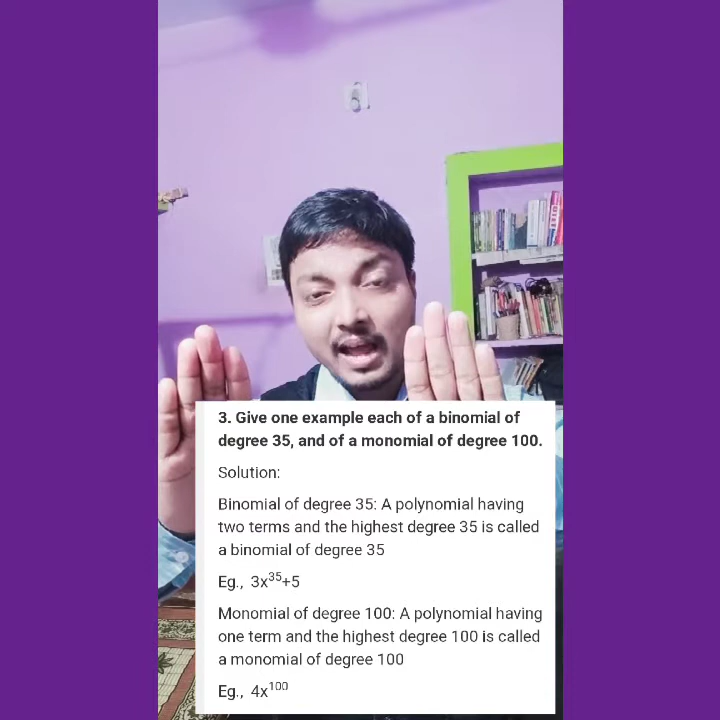 3. Give one example each of a binomial of
degree 35, and of a monomial of degree 100.
Solution:
Binomial of degree 35: A polynomial having
two terms and the highest degree 35 is called
a binomial of degree 35
Eg., 3x³⁵+5
Monomial of degree 100: A polynomial having
one term and the highest degree 100 is called
a monomial of degree 100
Eg., 4x¹⁰⁰